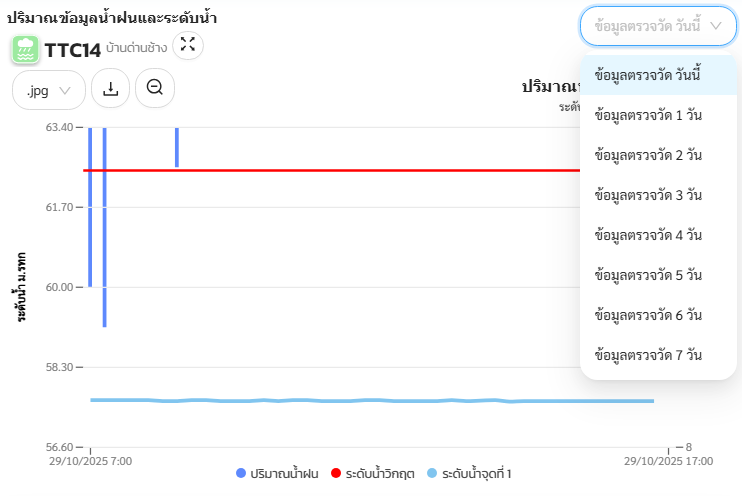 ปริมาณข้อมูลน้ำฝนและระดับน้ำ
ข้อมูลตรวจวัด วันนี้
TTC14 บ้านด่านช้าง
.jpg
ข้อมูลตรวจวัด วันนี้
ข้อมูลตรวจวัด 1 วัน
ข้อมูลตรวจวัด 2 วัน
ข้อมูลตรวจวัด 3 วัน
ข้อมูลตรวจวัด 4 วัน
ข้อมูลตรวจวัด 5 วัน
ข้อมูลตรวจวัด 6 วัน
ข้อมูลตรวจวัด 7 วัน
63.40
61.70
60.00
58.30
56.60
ระดับน้ำ ม.รทก
8
29/10/2025 7:00
29/10/2025 17:00
ปริมาณน้ำฝน ระดับน้ำวิกฤต ระดับน้ำจุดที่ 1